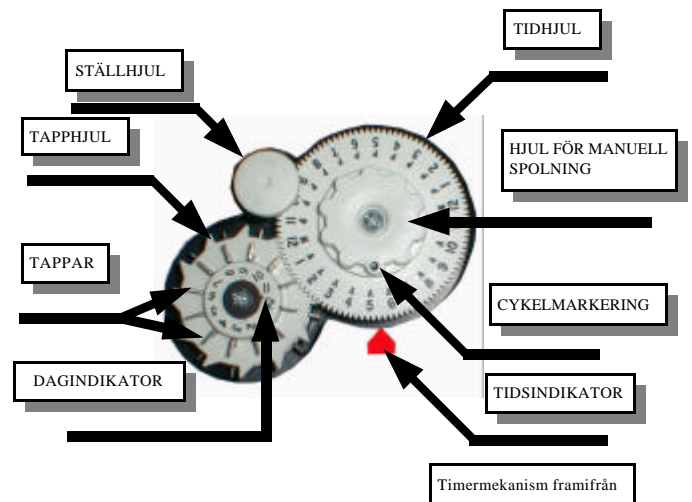 TIDHJUL
STÄLLHJUL
TAPPHJUL
HJUL FÖR MANUELL
SPOLNING
TAPPAR
CYKELMARKERING
DAGINDIKATOR
TIDSINDIKATOR
Timermekanism framifrån